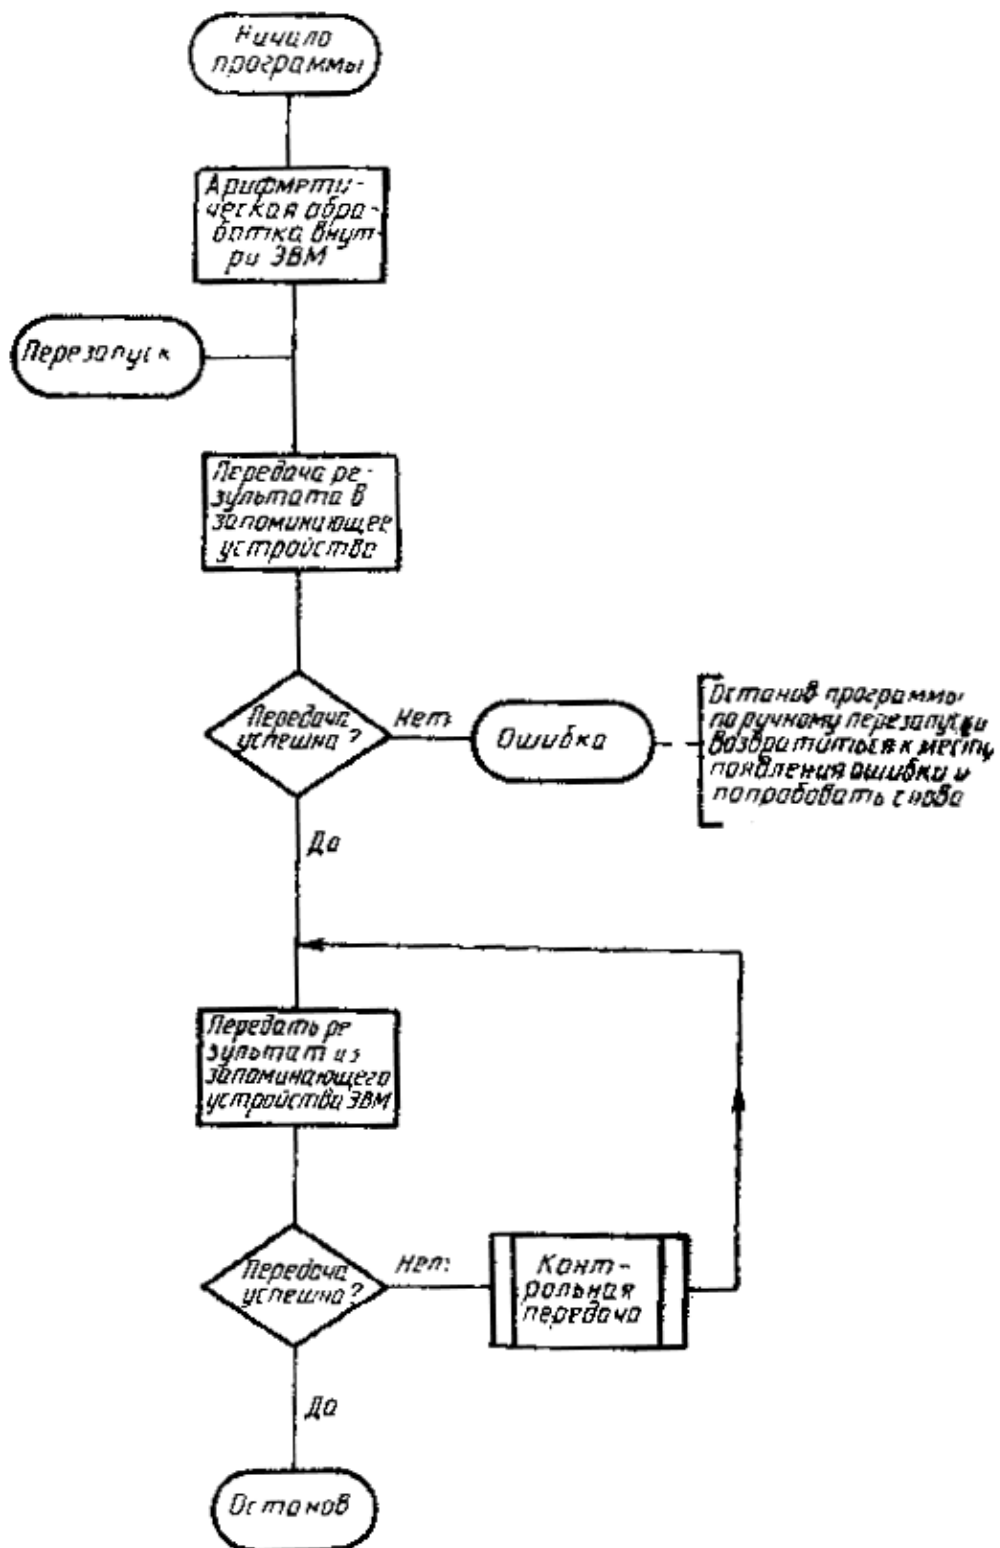 Начало
программы
Арифмети-
ческая обра-
ботка внут-
ри ЭВМ
Перезапуск
Передача ре-
зультата в
запоминающее
устройство
Передача
успешна?
Нет
Ошибка
Останов программы
по ручному перезапуску
возвратиться к месту
появления ошибки и
попробовать снова
Да
Передать ре
зультат из
запоминающего
устройства ЭВМ
Передача
успешна?
Нет
Конт-
рольная
передача
Да
Останов